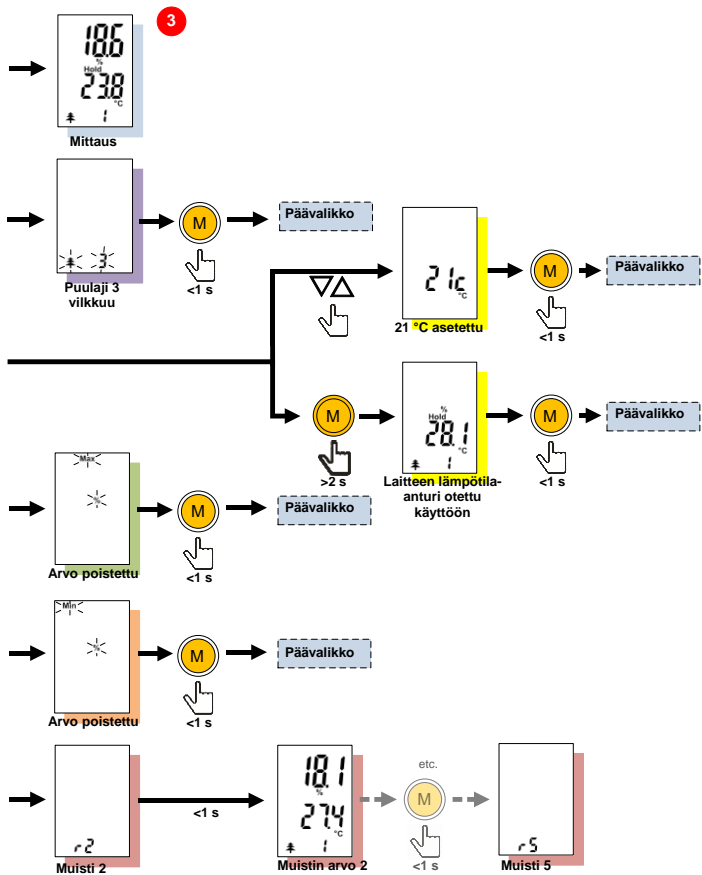 3
18.6
%
Hold
23.8
°C
1
Mittaus
3
Puulaji 3
vilkkuu
M
<1 s
Päävalikko
21c
°C
21 °C asetettu
M
<1 s
Päävalikko
M
>2 s
%
Hold
28.1
°C
1
Laitteen lämpötila-
anturi otettu
käyttöön
M
<1 s
Päävalikko
Max
%
Arvo poistettu
M
<1 s
Päävalikko
Min
%
Arvo poistettu
M
<1 s
Päävalikko
r2
Muisti 2
<1 s
18.1
%
27.4
°C
1
Muistin arvo 2
etc.
M
<1 s
r5
Muisti 5